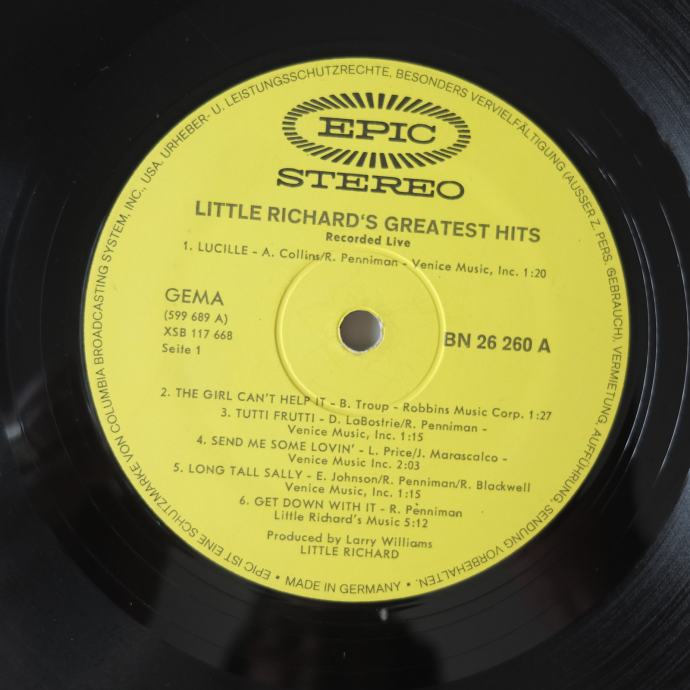 EPIC
STEREO
LITTLE RICHARD'S GREATEST HITS
Recorded Live
1. LUCILLE - A. Collins/R. Penniman - Venice Music, Inc. 1:20
GEMA
(599 689 A)
XSB 117 668
Seite 1
BN 26 260 A
2. THE GIRL CAN'T HELP IT - B. Troup - Robbins Music Corp. 1:27
3. TUTTI FRUTTI - D. LaBostrie/R. Penniman -
Venice Music, Inc. 1:15
4. SEND ME SOME LOVIN' - L. Price/J. Marascalco -
Venice Music Inc. 2:03
5. LONG TALL SALLY - E. Johnson/R. Penniman/R. Blackwell
Venice Music, Inc. 1:15
6. GET DOWN WITH IT - R. Penniman
Little Richard's Music 5:12
Produced by Larry Williams
LITTLE RICHARD
• EPIC IST EINE SCHUTZMARKE VON COLUMBIA BROADCASTING SYSTEM, INC., USA. URHEBER- U. LEISTUNGSSCHUTZRECHTE, BESONDERS VERVIELFÄLTIGUNG (AUSSER Z. PERS. GEBRAUCH), VERMIETUNG, AUFFÜHRUNG, SENDUNG VORBEHALTEN. •
MADE IN GERMANY